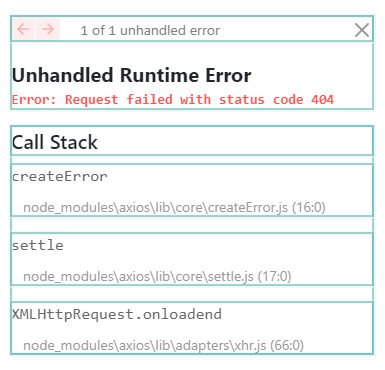 1 of 1 unhandled error
Unhandled Runtime Error
Error: Request failed with status code 404
Call Stack
createError
node_modules\axios\lib\core\createError.js (16:0)
settle
node_modules\axios\lib\core\settle.js (17:0)
XMLHttpRequest.onloadend
node_modules\axios\lib\adapters\xhr.js (66:0)